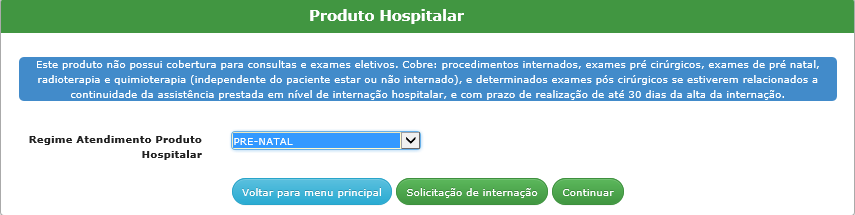 Produto Hospitalar
Este produto não possui cobertura para consultas e exames eletivos. Cobre: procedimentos internados, exames pré cirúrgicos, exames de pré natal,
radioterapia e quimioterapia (independente do paciente estar ou não internado), e determinados exames pós cirúrgicos se estiverem relacionados a
continuidade da assistência prestada em nível de internação hospitalar, e com prazo de realização de até 30 dias da alta da internação.
Regime Atendimento Produto
Hospitalar
PRE-NATAL
Voltar para menu principal
Solicitação de internação
Continuar